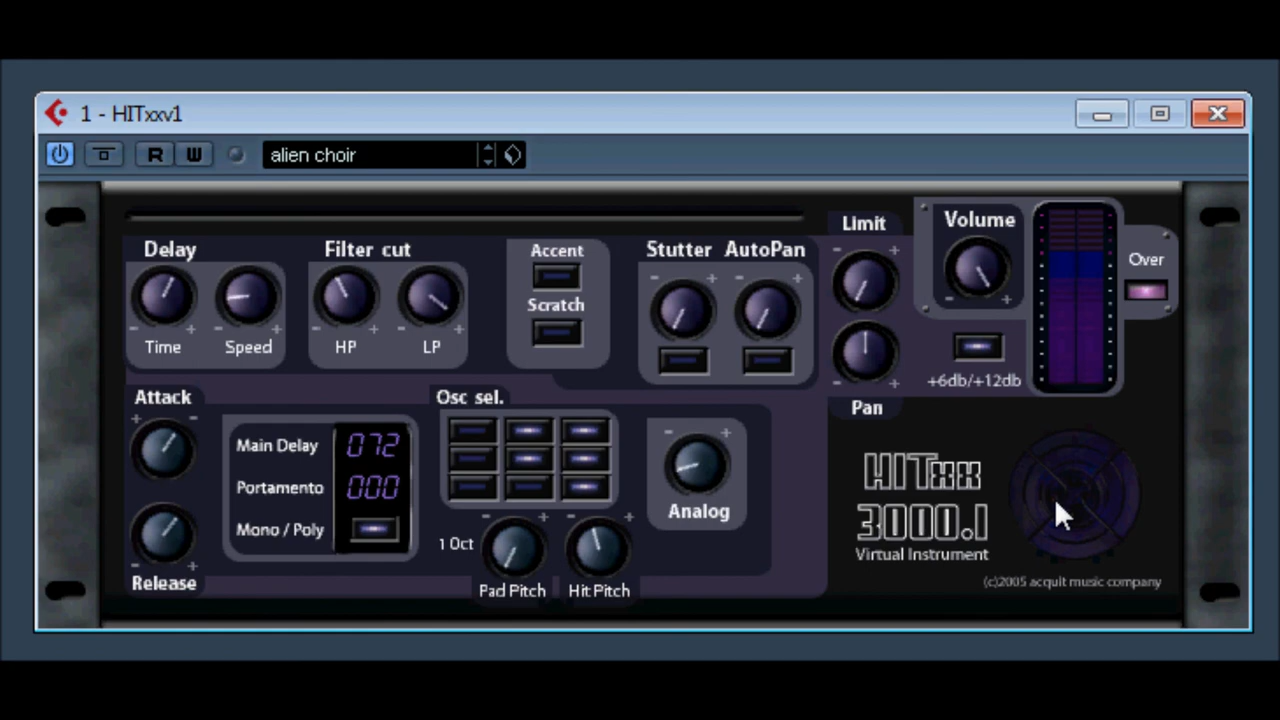 1 - HITxxv1
R W alien choir
Delay
Time Speed
Filter cut
HP LP
Accent
Scratch
Stutter AutoPan
Limit
Pan
Volume
Over
+6db/+12db
Attack
Release
Main Delay 072
Portamento 000
Mono / Poly
Osc sel.
1 Oct
Pad Pitch Hit Pitch
Analog
HITxx
3000.1
Virtual Instrument
(c)2005 acquit music company